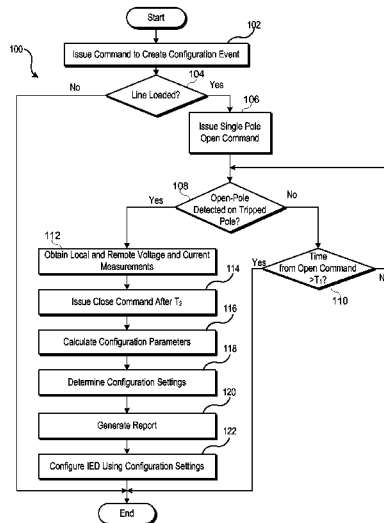 Start
102
Issue Command to Create Configuration Event
100
104
No
Line Loaded?
Yes
106
Issue Single Pole
Open Command
108
Open-Pole
Detected on Tripped
Pole?
Yes
No
112
Obtain Local and Remote Voltage and Current
Measurements
Yes
Time
from Open Command
>T₁?
N
110
114
Issue Close Command After T₂
116
Calculate Configuration Parameters
118
Determine Configuration Settings
120
Generate Report
122
Configure IED Using Configuration Settings
End